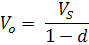 V_o = V_S / (1 − d)